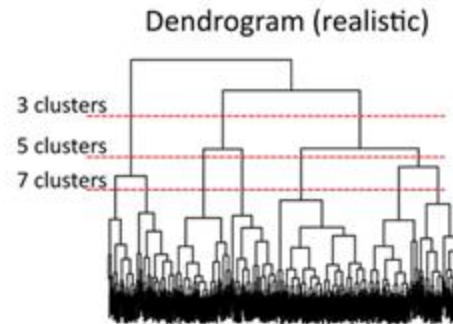 Dendrogram (realistic)
3 clusters
5 clusters
7 clusters